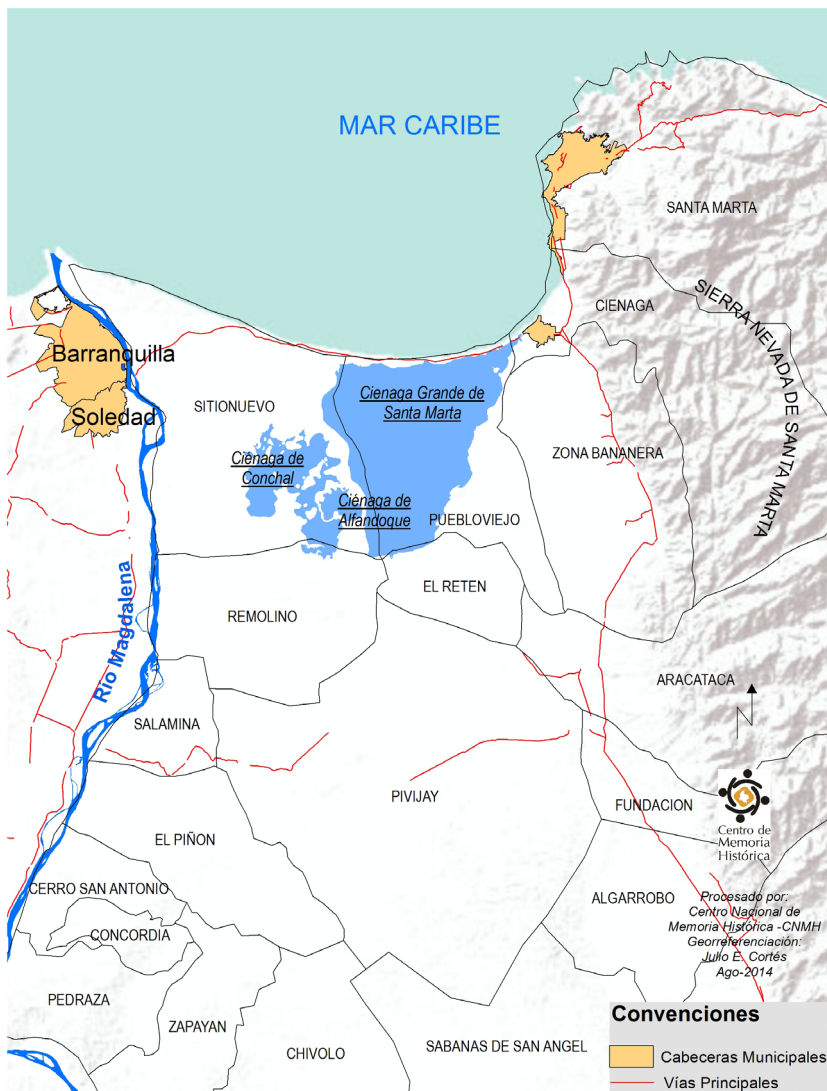 MAR CARIBE
SANTA MARTA
CIENAGA
SIERRA NEVADA DE SANTA MARTA
Barranquilla
Soledad
SITIONUEVO
Cienaga Grande de
Santa Marta
Ciénaga de
Conchal
ZONA BANANERA
Ciénaga de
Alfandoque
PUEBLOVIEJO
EL RETEN
REMOLINO
Río Magdalena
ARACATACA
N
SALAMINA
PIVIJAY
FUNDACION
Centro de
Memoria
Histórica
EL PIÑON
CERRO SAN ANTONIO
ALGARROBO
Procesado por:
Centro Nacional de
Memoria Histórica -CNMH
Georreferenciación:
Julio E. Cortés
Ago-2014
CONCORDIA
PEDRAZA
ZAPAYAN
CHIVOLO
SABANAS DE SAN ANGEL
Convenciones
Cabeceras Municipales
Vías Principales